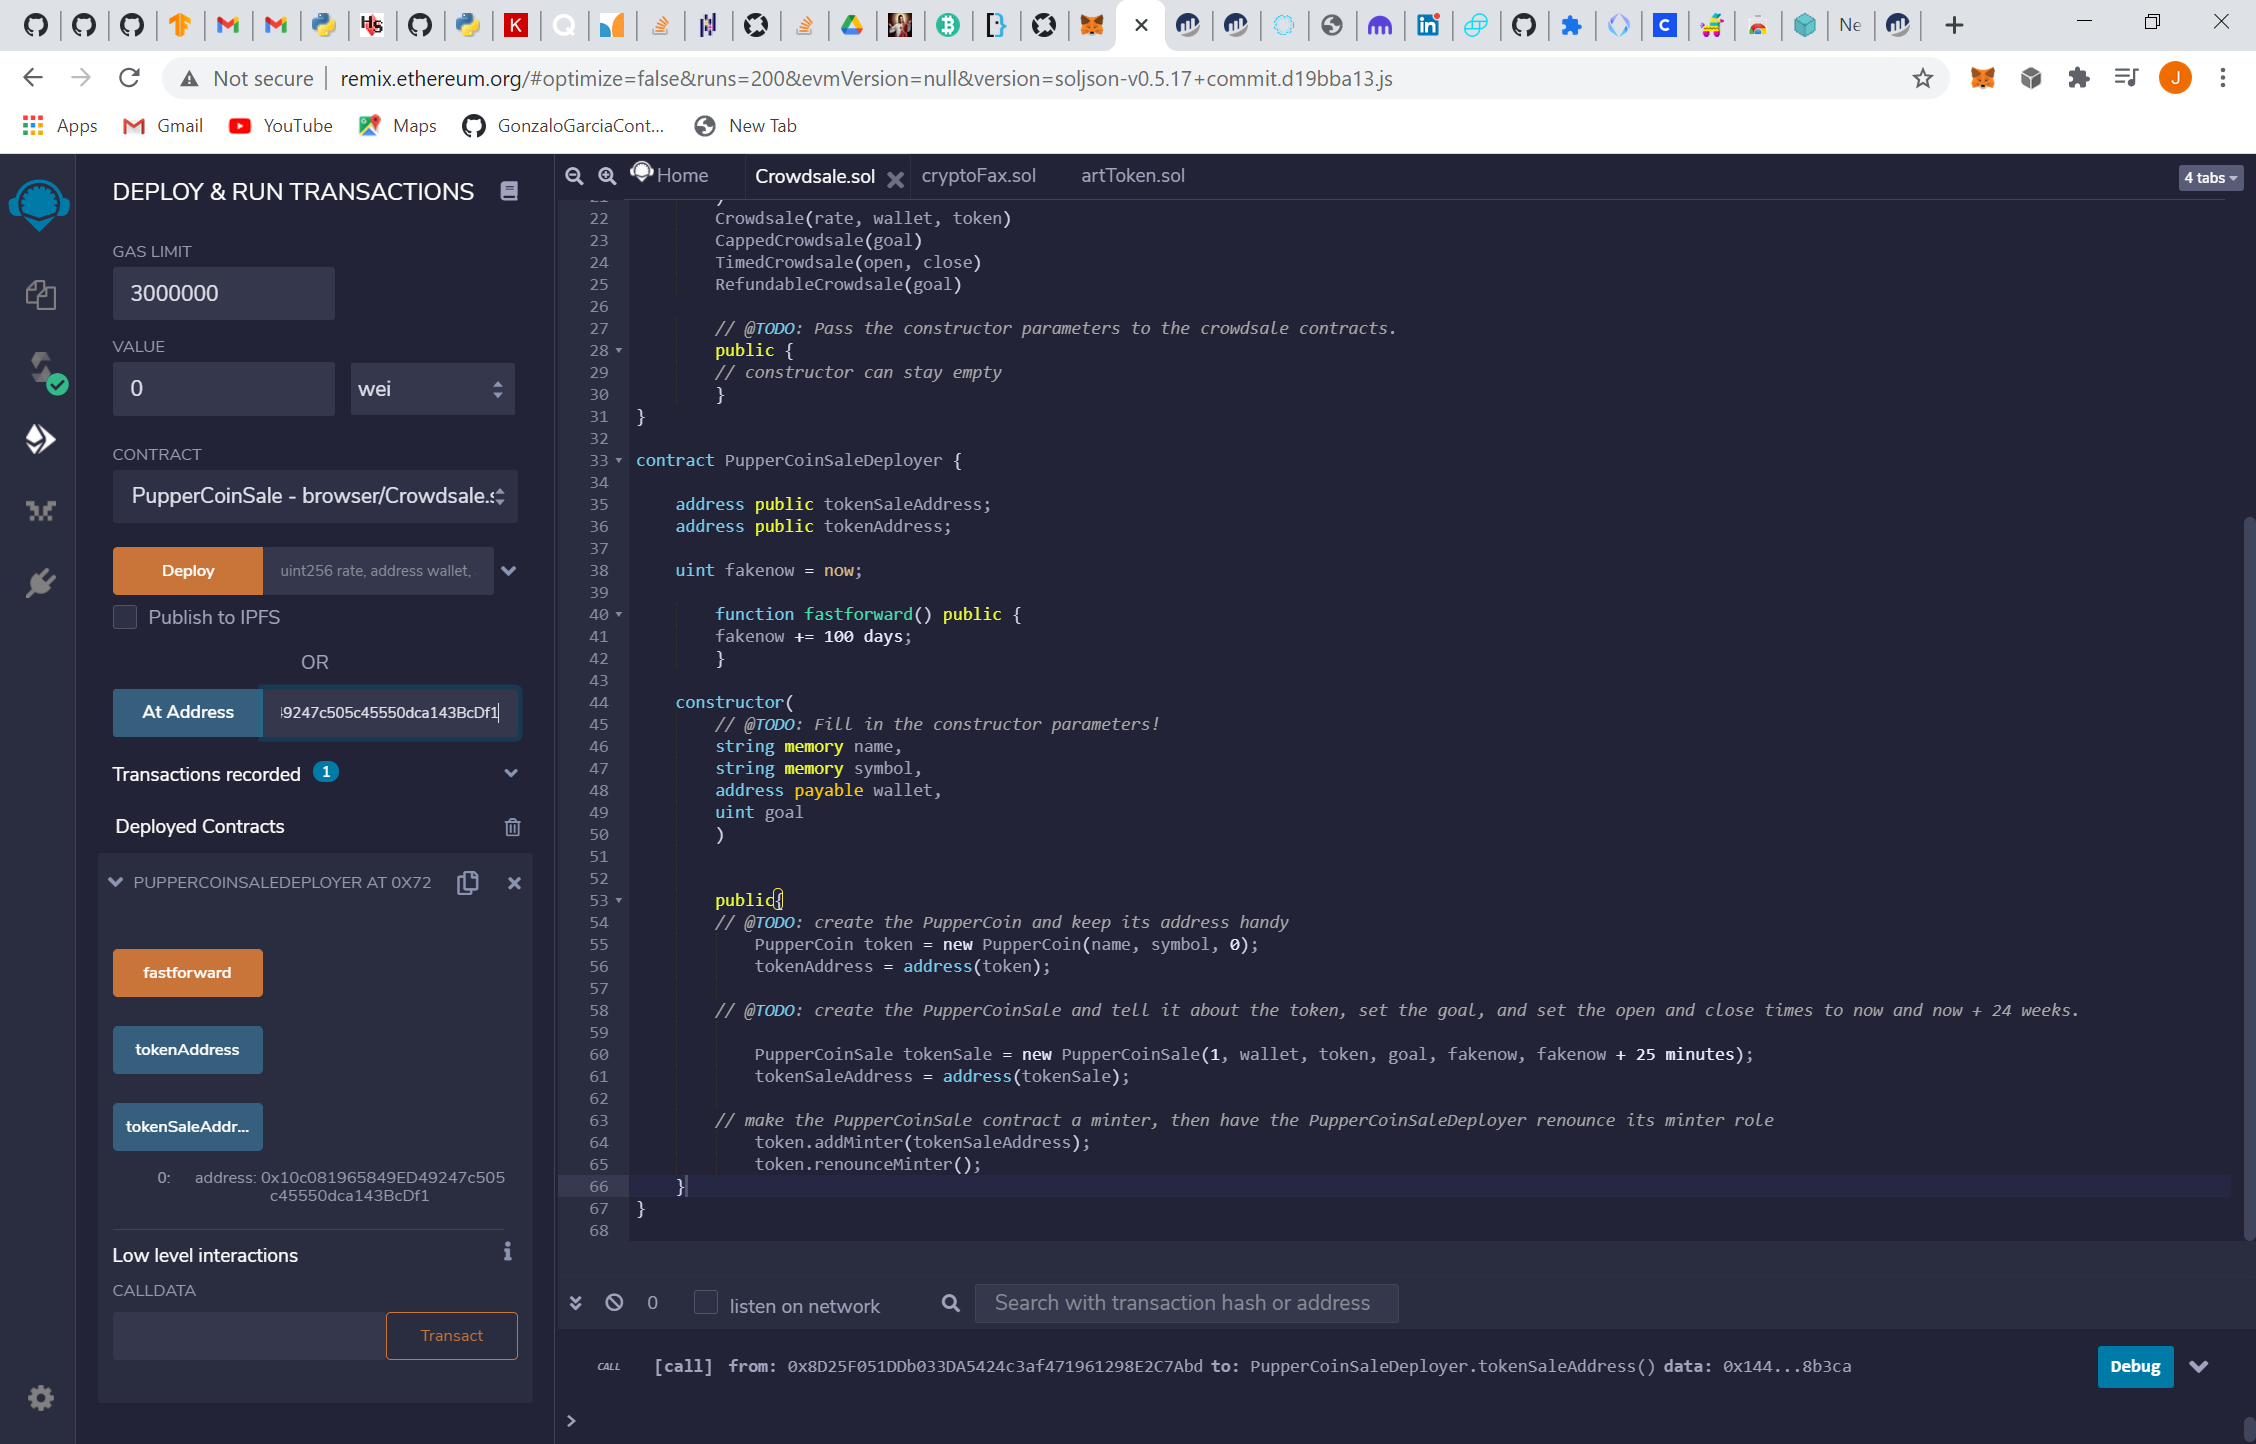 Ne
Not secure
remix.ethereum.org/#optimize=false&runs=200&evmVersion=null&version=soljson-v0.5.17+commit.d19bba13.js
J
Apps
Gmail
YouTube
Maps
GonzaloGarciaCont...
New Tab
DEPLOY & RUN TRANSACTIONS
GAS LIMIT
3000000
VALUE
0
wei
CONTRACT
PupperCoinSale - browser/Crowdsale.s
Deploy
uint256 rate, address wallet,
Publish to IPFS
OR
At Address
49247c505c45550dca143BcDf1
Transactions recorded 1
Deployed Contracts
PUPPERCOINSALEDEPLOYER AT 0X72
fastforward
tokenAddress
tokenSaleAddr...
0: address: 0x10c081965849ED49247c505
c45550dca143BcDf1
Low level interactions
CALLDATA
Transact
Home
Crowdsale.sol
cryptoFax.sol
artToken.sol
4 tabs
21 )
22 Crowdsale(rate, wallet, token)
23 CappedCrowdsale(goal)
24 TimedCrowdsale(open, close)
25 RefundableCrowdsale(goal)
26
27 // @TODO: Pass the constructor parameters to the crowdsale contracts.
28 public {
29 // constructor can stay empty
30 }
31 }
32
33 contract PupperCoinSaleDeployer {
34
35 address public tokenSaleAddress;
36 address public tokenAddress;
37
38 uint fakenow = now;
39
40 function fastforward() public {
41 fakenow += 100 days;
42 }
43
44 constructor(
45 // @TODO: Fill in the constructor parameters!
46 string memory name,
47 string memory symbol,
48 address payable wallet,
49 uint goal
50 )
51
52
53 public{
54 // @TODO: create the PupperCoin and keep its address handy
55 PupperCoin token = new PupperCoin(name, symbol, 0);
56 tokenAddress = address(token);
57
58 // @TODO: create the PupperCoinSale and tell it about the token, set the goal, and set the open and close times to now and now + 24 weeks.
59
60 PupperCoinSale tokenSale = new PupperCoinSale(1, wallet, token, goal, fakenow, fakenow + 25 minutes);
61 tokenSaleAddress = address(tokenSale);
62
63 // make the PupperCoinSale contract a minter, then have the PupperCoinSaleDeployer renounce its minter role
64 token.addMinter(tokenSaleAddress);
65 token.renounceMinter();
66 }
67 }
68
0
listen on network
Search with transaction hash or address
CALL
[call] from: 0x8D25F051DDb033DA5424c3af471961298E2C7Abd to: PupperCoinSaleDeployer.tokenSaleAddress() data: 0x144...8b3ca
Debug
>